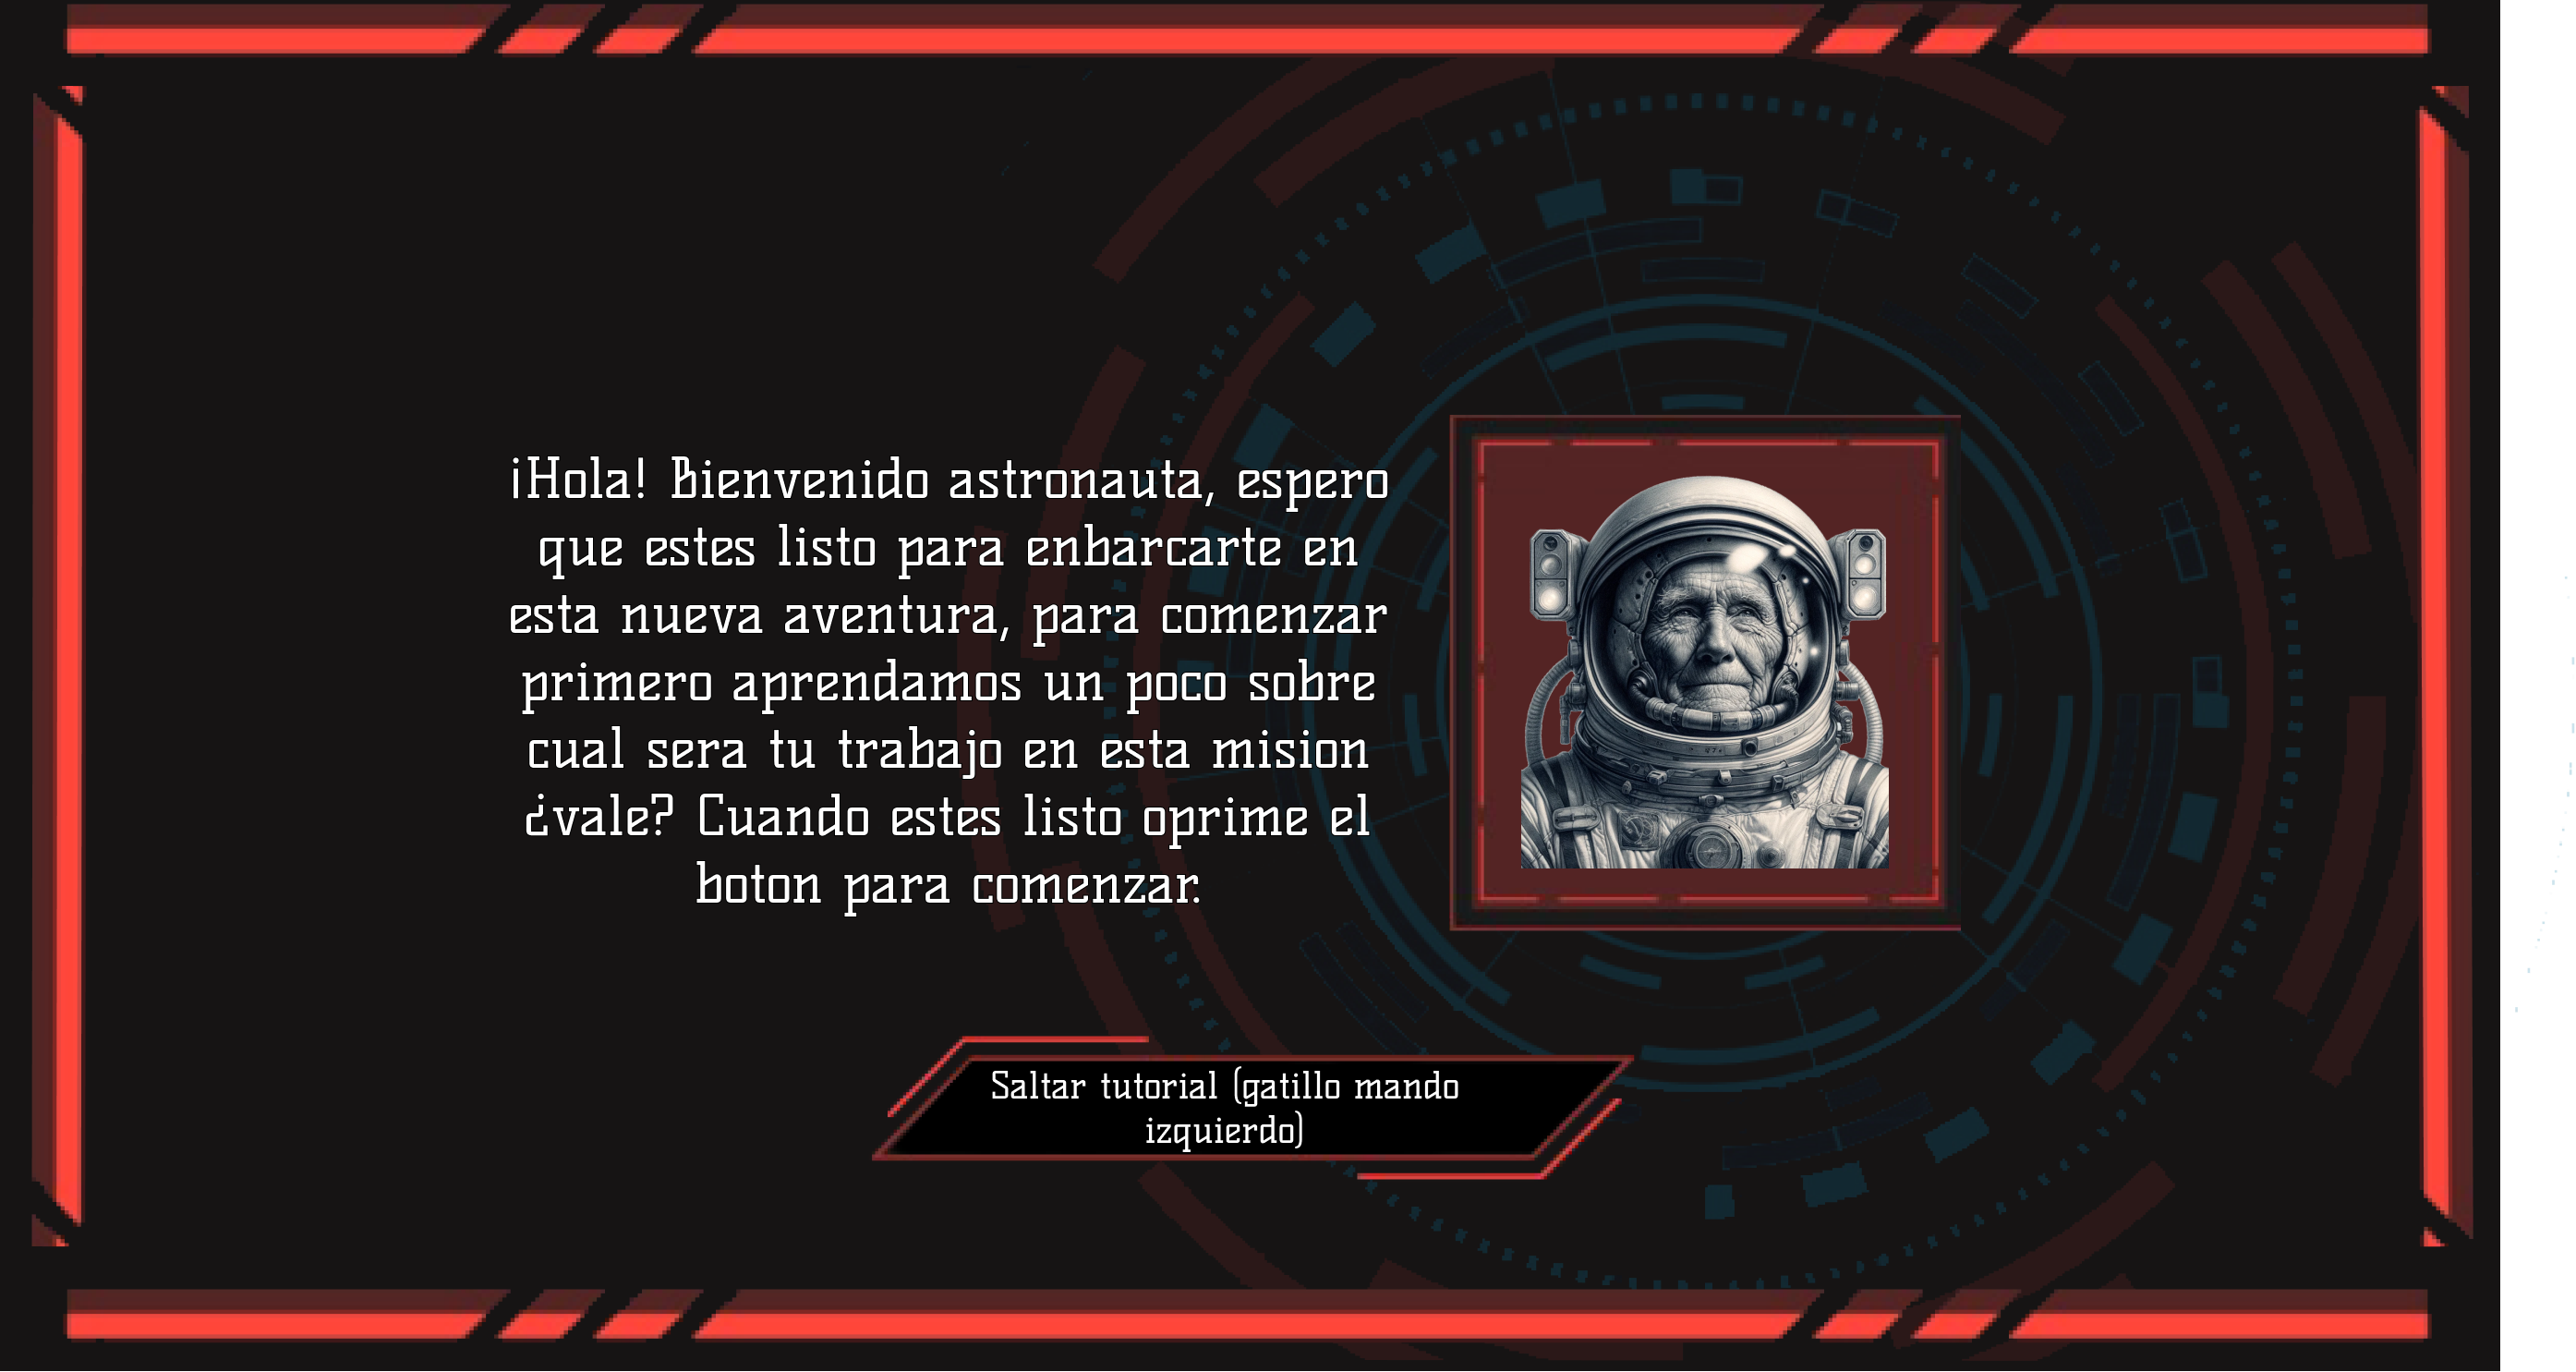 ¡Hola! Bienvenido astronauta, espero
que estes listo para enbarcarte en
esta nueva aventura, para comenzar
primero aprendamos un poco sobre
cual sera tu trabajo en esta mision
¿vale? Cuando estes listo oprime el
boton para comenzar.
Saltar tutorial (gatillo mando
izquierdo)